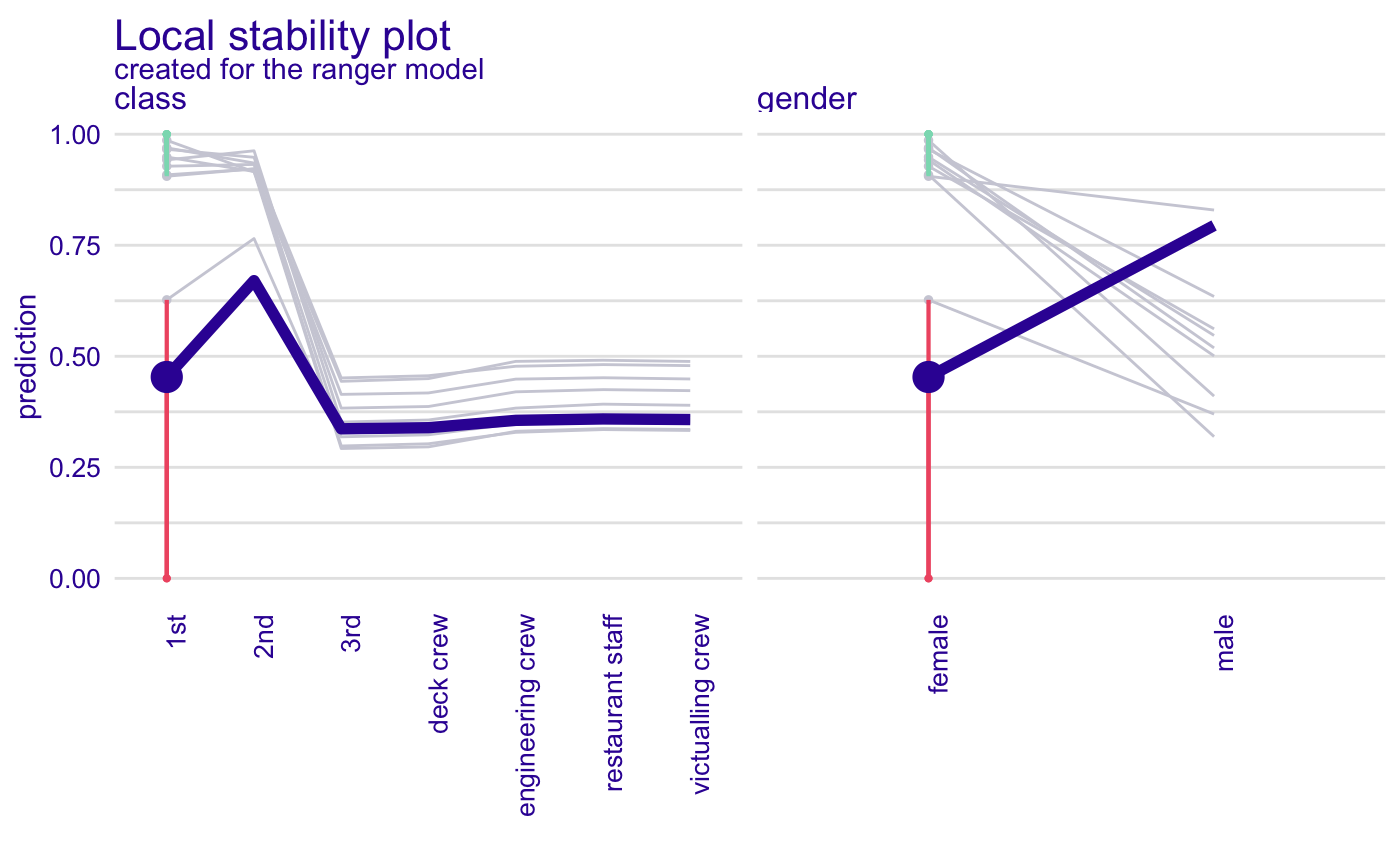 Local stability plot
created for the ranger model
class
gender
prediction
1.00
0.75
0.50
0.25
0.00
1st
2nd
3rd
deck crew
engineering crew
restaurant staff
victualling crew
female
male